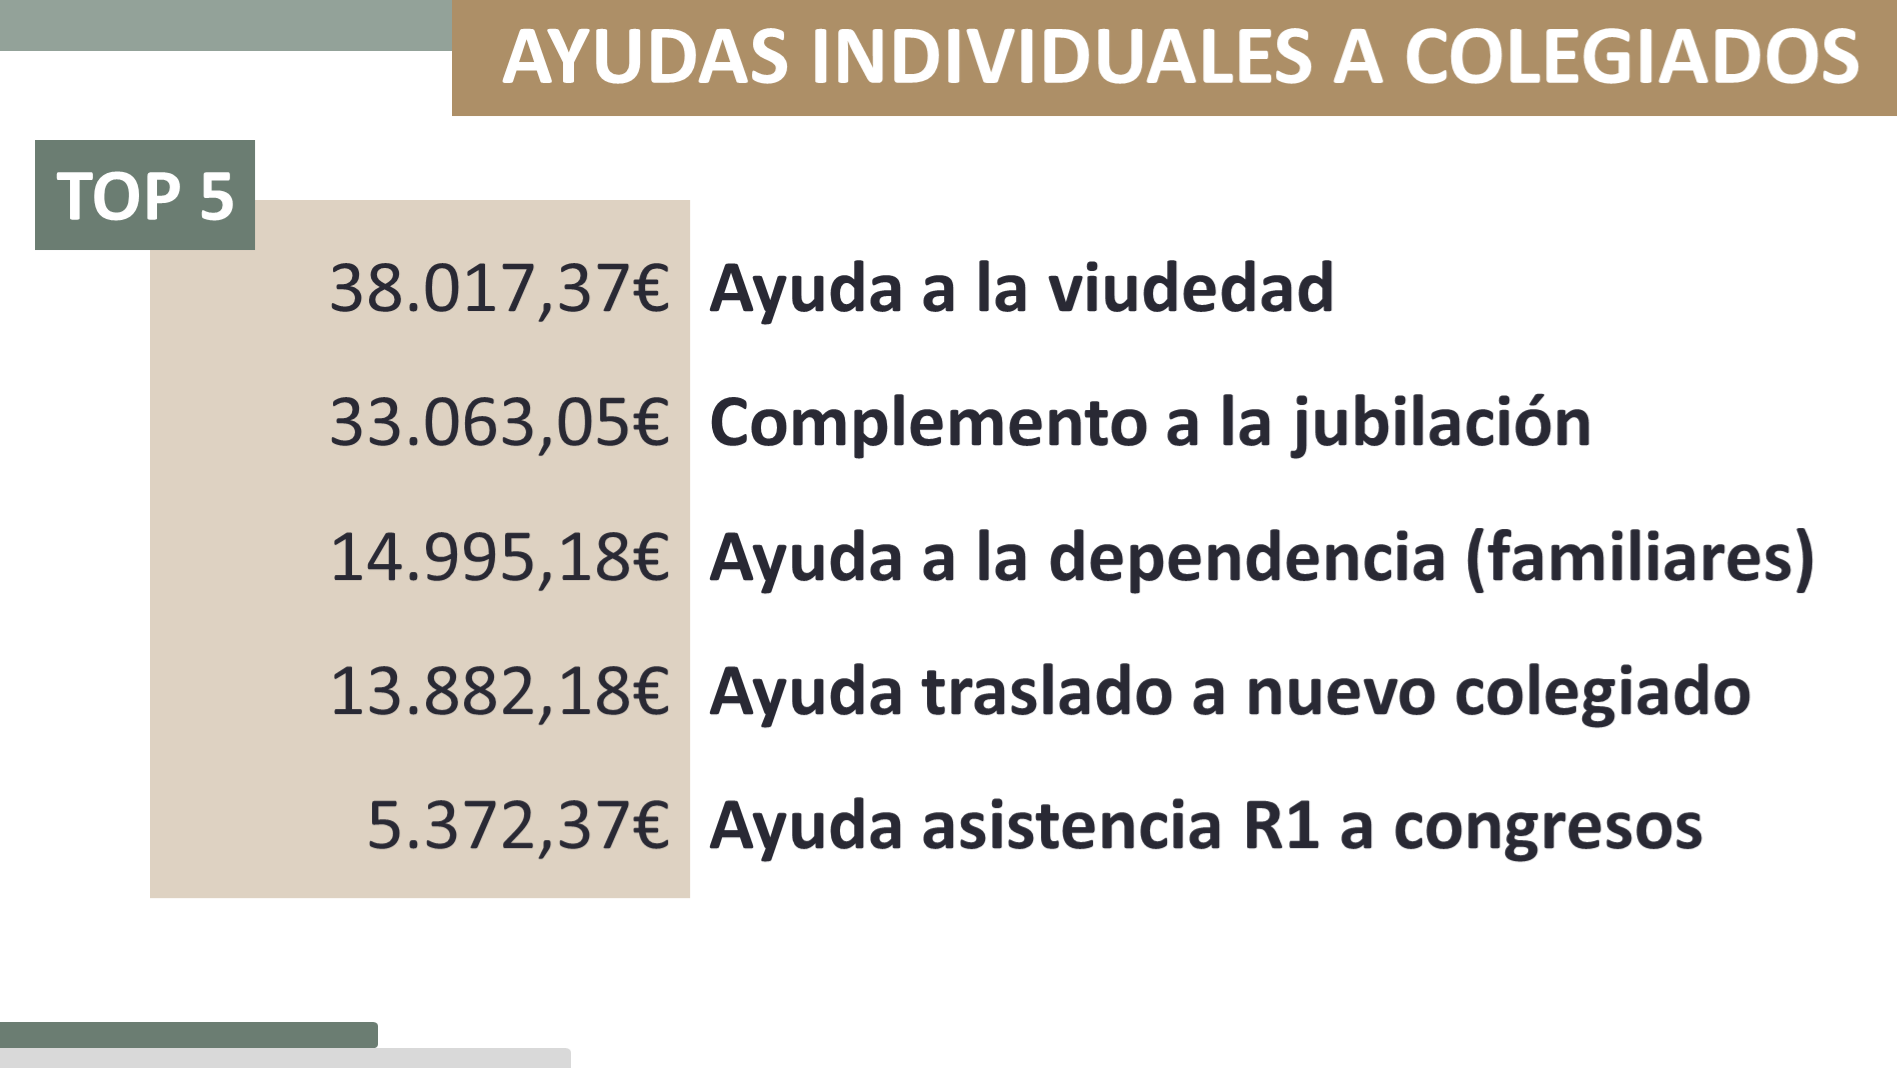 AYUDAS INDIVIDUALES A COLEGIADOS
TOP 5
38.017,37€ Ayuda a la viudedad
33.063,05€ Complemento a la jubilación
14.995,18€ Ayuda a la dependencia (familiares)
13.882,18€ Ayuda traslado a nuevo colegiado
5.372,37€ Ayuda asistencia R1 a congresos